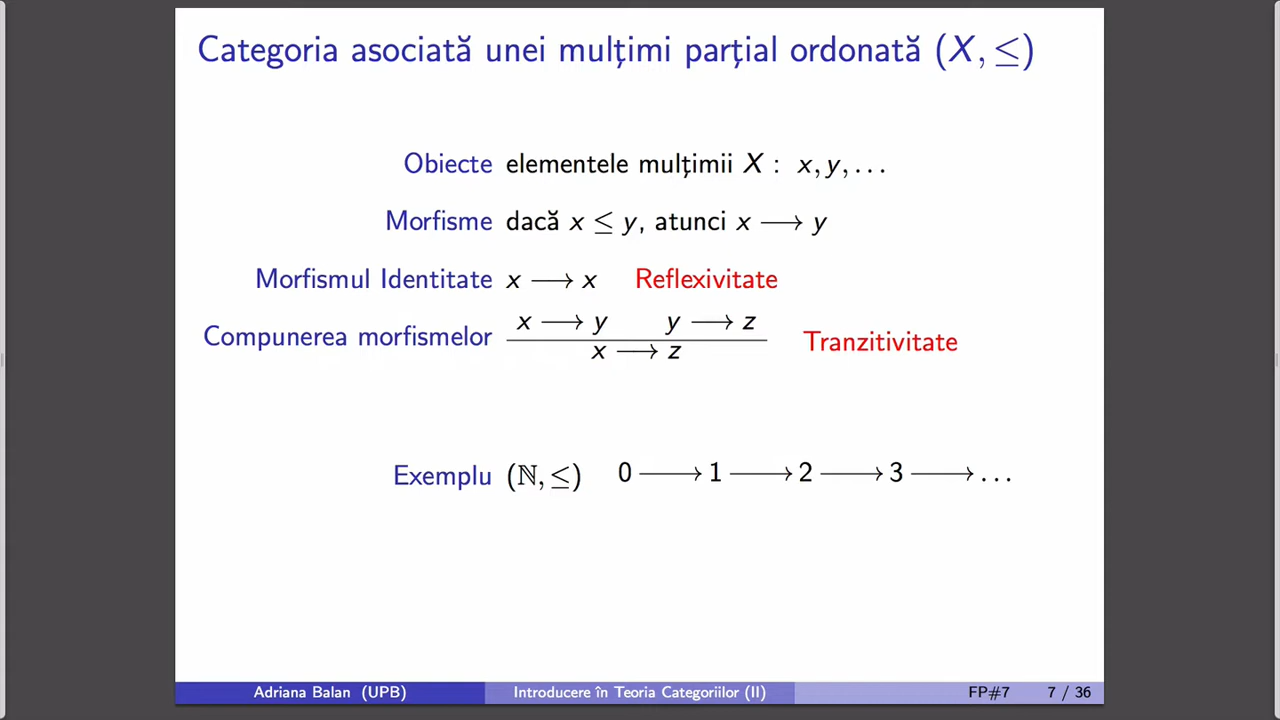 Categoria asociată unei mulțimi parțial ordonată (X, ≤)
Obiecte elementele mulțimii X : x, y, . . .
Morfisme dacă x ≤ y, atunci x ⟶ y
Morfismul Identitate x ⟶ x Reflexivitate
x ⟶ y y ⟶ z
Compunerea morfismelor Tranzitivitate
x ⟶ z
Exemplu (ℕ, ≤) 0 ⟶ 1 ⟶ 2 ⟶ 3 ⟶ . . .
Adriana Balan (UPB) Introducere în Teoria Categoriilor (II) FP#7 7 / 36